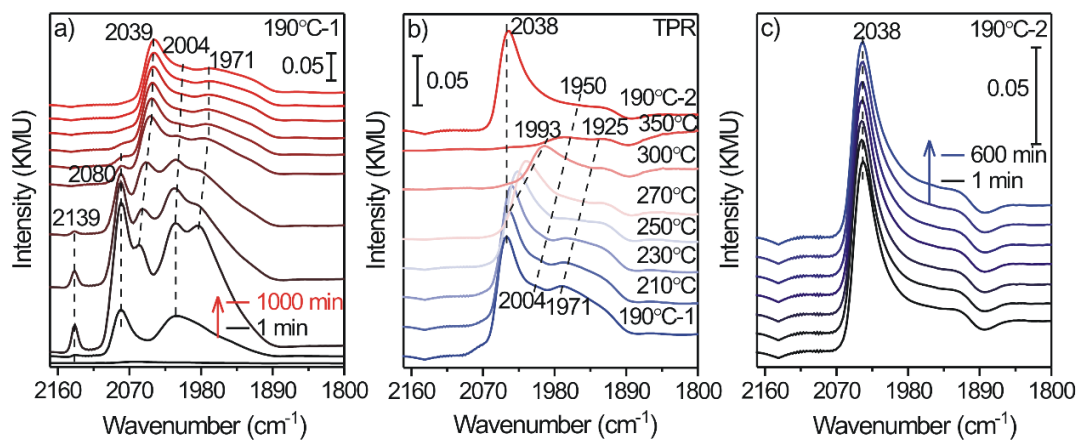 a)
190°C-1
2039
2004
1971
0.05
2080
2139
1000 min
1 min
Intensity (KMU)
2160
2070
1980
1890
1800
Wavenumber (cm⁻¹)
b)
TPR
2038
0.05
1950
190°C-2
1993
1925
350°C
300°C
270°C
250°C
230°C
210°C
2004
1971
190°C-1
Intensity (KMU)
2160
2070
1980
1890
1800
Wavenumber (cm⁻¹)
c)
190°C-2
2038
0.05
600 min
1 min
Intensity (KMU)
2160
2070
1980
1890
1800
Wavenumber (cm⁻¹)